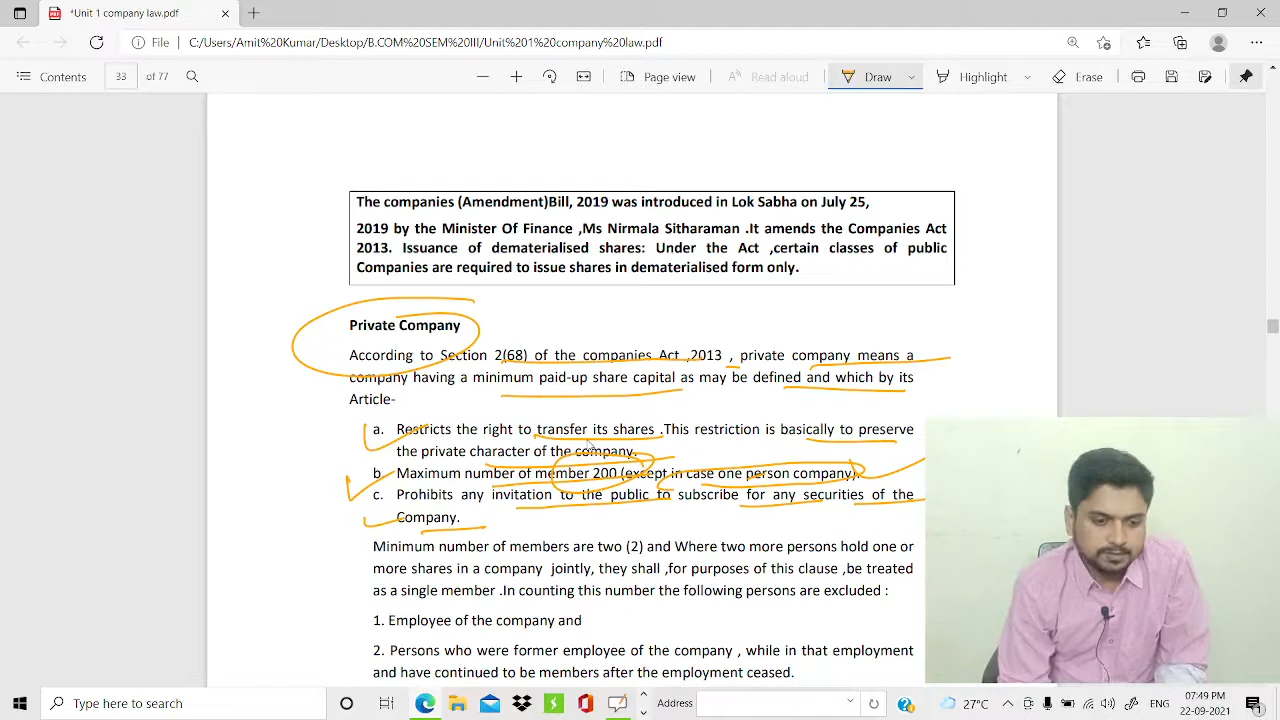 *Unit 1 company law.pdf
File C:/Users/Amit%20Kumar/Desktop/B.COM%20SEM%20III/Unit%201%20company%20law.pdf
Contents 33 of 77 Page view Read aloud Draw Highlight Erase
The companies (Amendment)Bill, 2019 was introduced in Lok Sabha on July 25,
2019 by the Minister Of Finance ,Ms Nirmala Sitharaman .It amends the Companies Act
2013. Issuance of dematerialised shares: Under the Act ,certain classes of public
Companies are required to issue shares in dematerialised form only.
Private Company
According to Section 2(68) of the companies Act ,2013 , private company means a
company having a minimum paid-up share capital as may be defined and which by its
Article-
a. Restricts the right to transfer its shares .This restriction is basically to preserve
the private character of the company.
b. Maximum number of member 200 (except in case one person company).
c. Prohibits any invitation to the public to subscribe for any securities of the
Company.
Minimum number of members are two (2) and Where two more persons hold one or
more shares in a company jointly, they shall ,for purposes of this clause ,be treated
as a single member .In counting this number the following persons are excluded :
1. Employee of the company and
2. Persons who were former employee of the company , while in that employment
and have continued to be members after the employment ceased.
Type here to search Address 27°C ENG 07:49 PM
22-09-2021